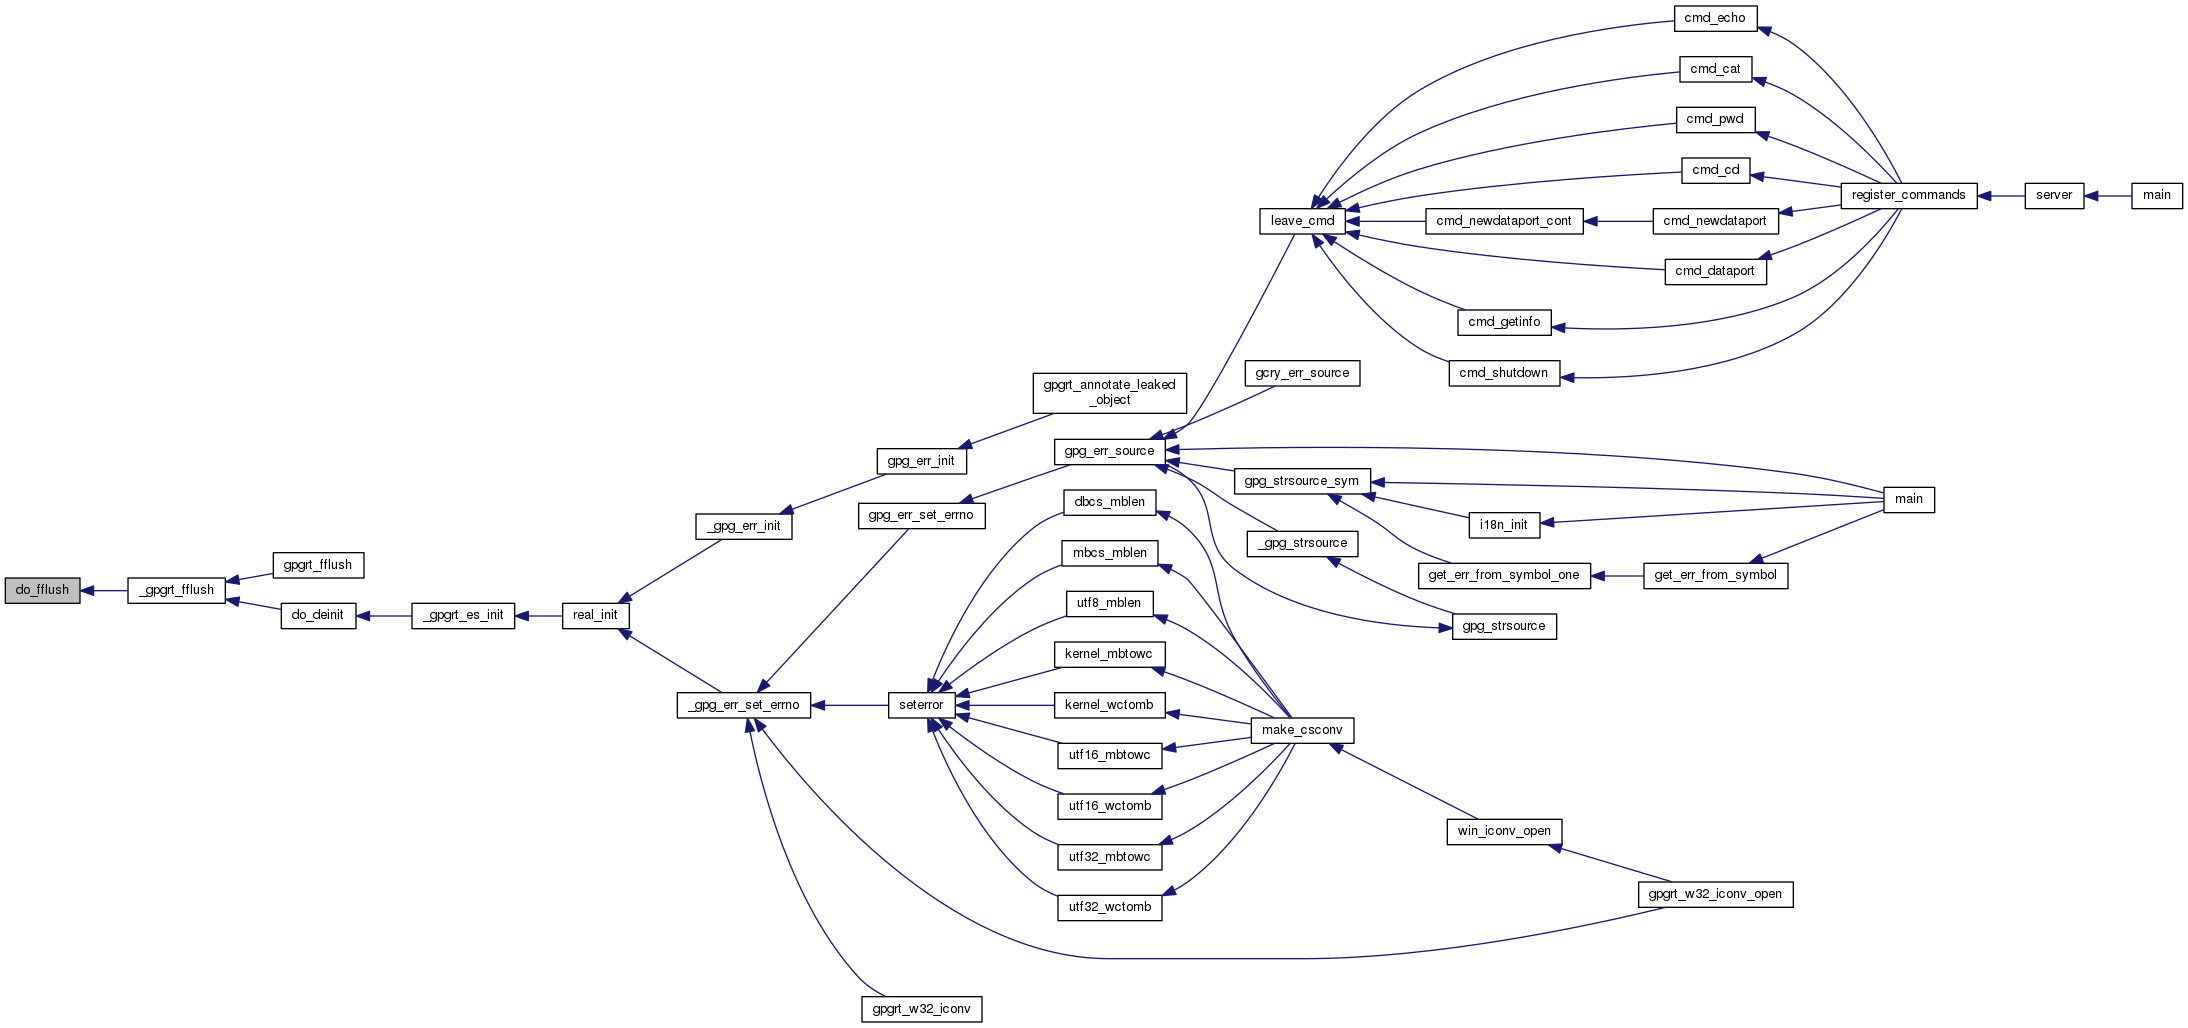 cmd_echo
cmd_cat
cmd_pwd
cmd_cd
register_commands
server
main
leave_cmd
cmd_newdataport_cont
cmd_newdataport
cmd_dataport
cmd_getinfo
cmd_shutdown
gcry_err_source
gpgrt_annotate_leaked
_object
gpg_err_init
gpg_err_source
gpg_strsource_sym
main
gpg_err_set_errno
dbcs_mblen
_gpg_err_init
i18n_init
_gpg_strsource
mbcs_mblen
gpgrt_fflush
get_err_from_symbol_one
get_err_from_symbol
do_fflush
_gpgrt_fflush
utf8_mblen
do_deinit
_gpgrt_es_init
real_init
gpg_strsource
kernel_mbtowc
_gpg_err_set_errno
seterror
kernel_wctomb
make_csconv
utf16_mbtowc
utf16_wctomb
win_iconv_open
utf32_mbtowc
gpgrt_w32_iconv_open
utf32_wctomb
gpgrt_w32_iconv